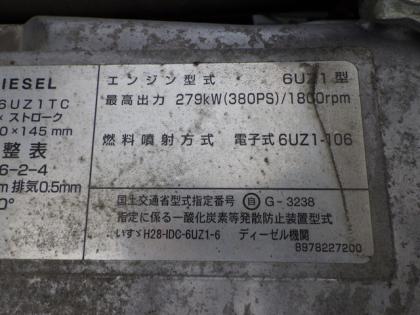 IESEL
6UZ1TC
× ストローク
0×145mm
整表
6-2-4
m 排気0.5mm
0°
エンジン型式 6UZ1型
最高出力 279kW(380PS)/1800rpm
燃料噴射方式 電子式 6UZ1-106
国土交通省型式指定番号 自 G-3238
指定に係る一酸化炭素等発散防止装置型式
いすゞH28-IDC-6UZ1-6 ディーゼル機関
8978227200